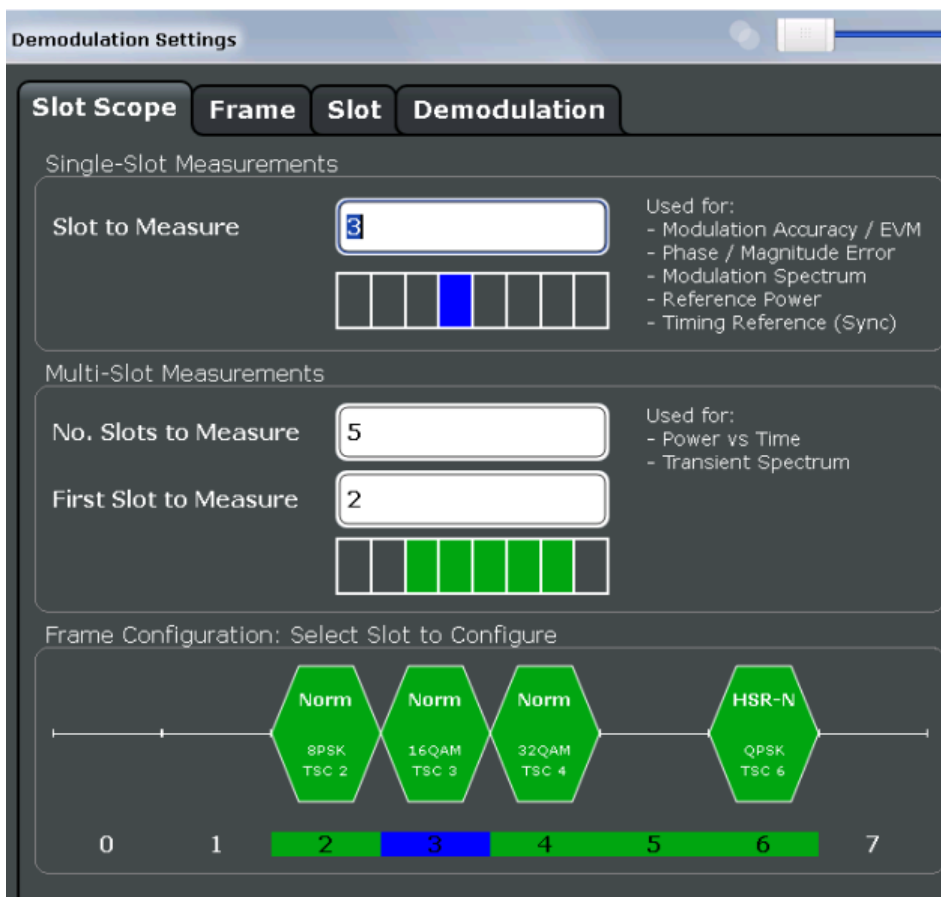 Demodulation Settings
Slot Scope Frame Slot Demodulation
Single-Slot Measurements
Slot to Measure 3
Used for:
- Modulation Accuracy / EVM
- Phase / Magnitude Error
- Modulation Spectrum
- Reference Power
- Timing Reference (Sync)
Multi-Slot Measurements
No. Slots to Measure 5
First Slot to Measure 2
Used for:
- Power vs Time
- Transient Spectrum
Frame Configuration: Select Slot to Configure
Norm Norm Norm HSR-N
8PSK 16QAM 32QAM QPSK
TSC 2 TSC 3 TSC 4 TSC 6
0 1 2 3 4 5 6 7